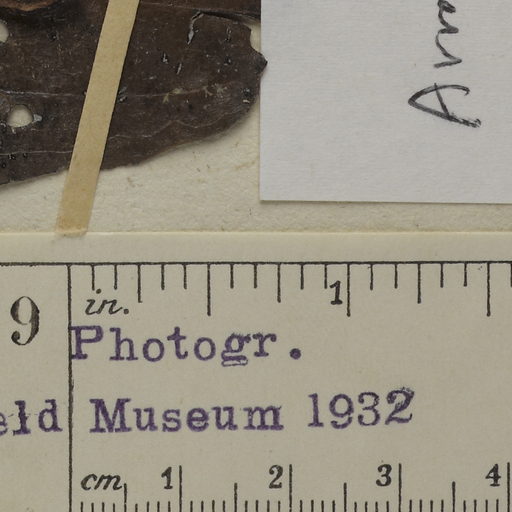 9
in. 1
Photogr.
eld Museum 1932
cm 1 2 3 4